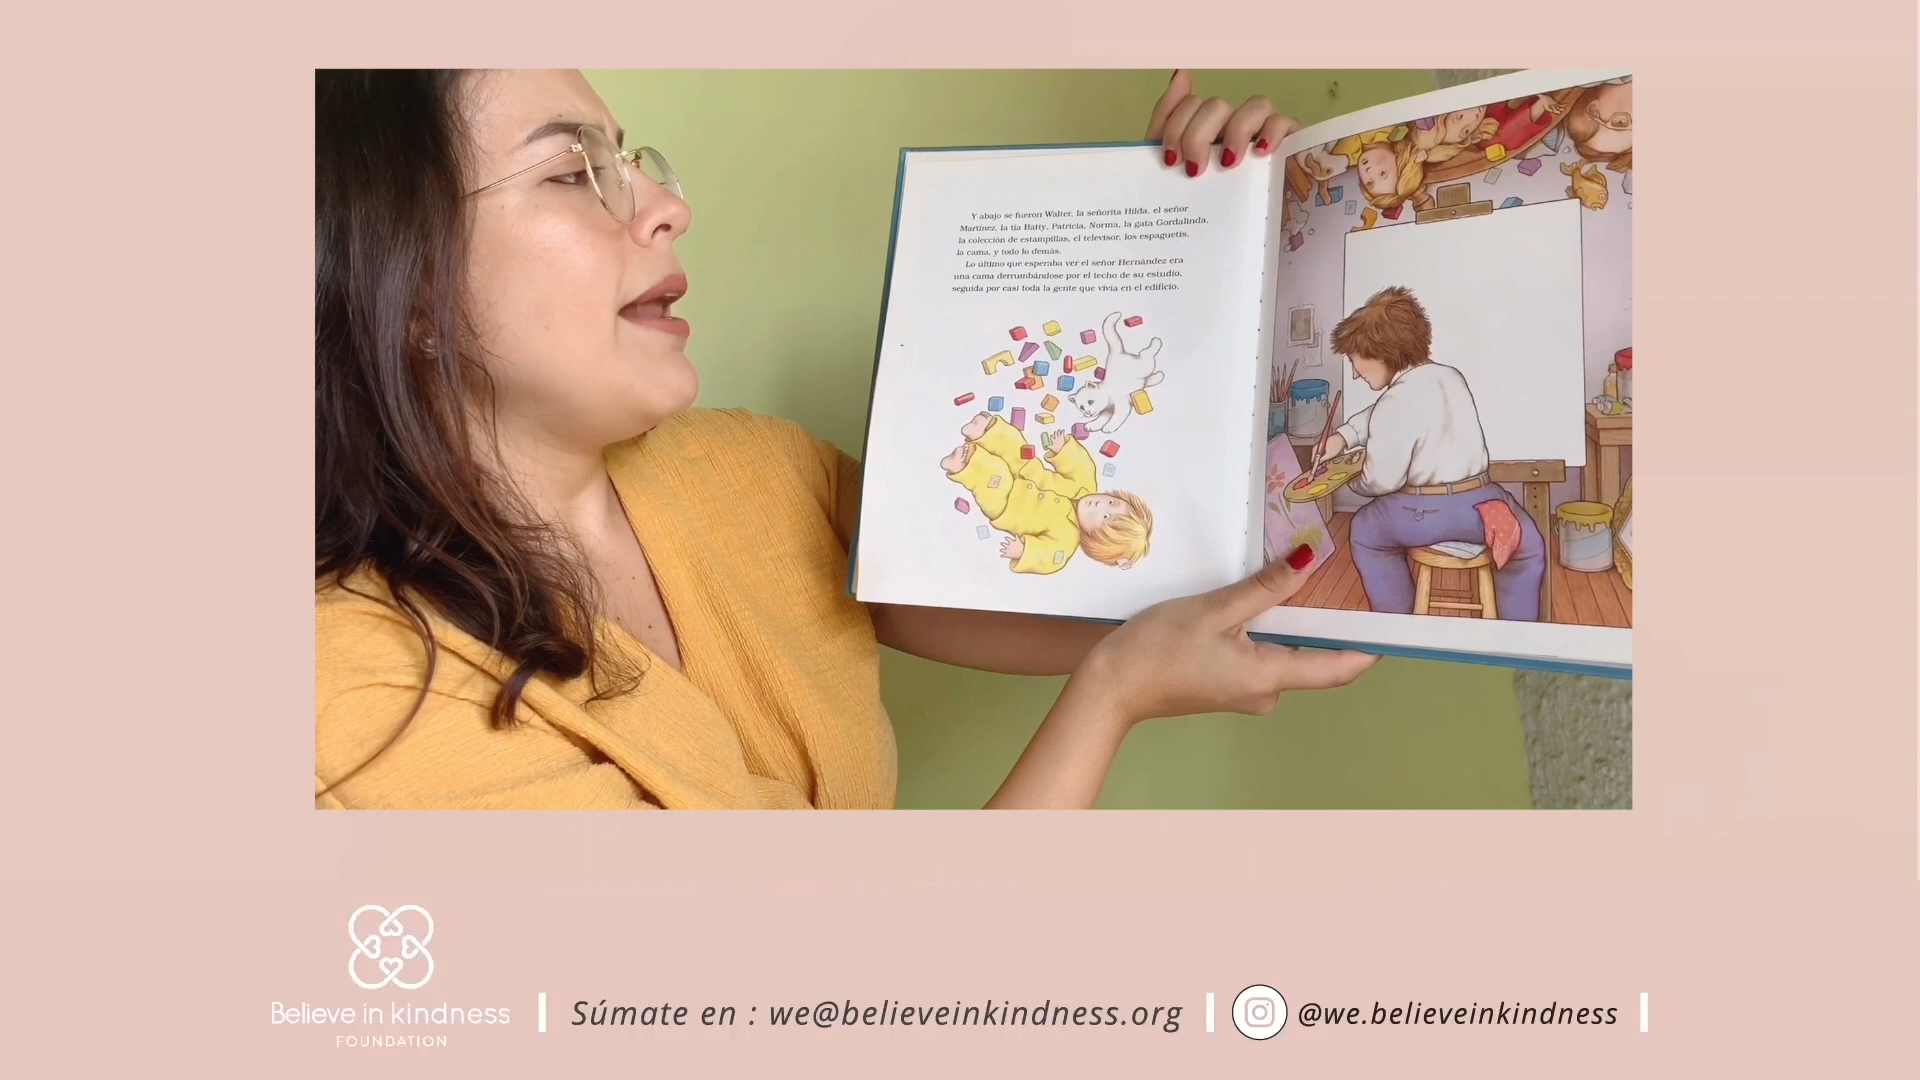 Y abajo se fueron Walter, la señorita Hilda, el señor
Martínez, la tía Batty, Patricia, Norma, la gata Gordalinda,
la colección de estampillas, el televisor, los espaguetis,
la cama, y todo lo demás.
Lo último que esperaba ver el señor Hernández era
una cama derrumbándose por el techo de su estudio,
seguida por casi toda la gente que vivía en el edificio.
Believe in kindness
FOUNDATION
Súmate en : we@believeinkindness.org
@we.believeinkindness